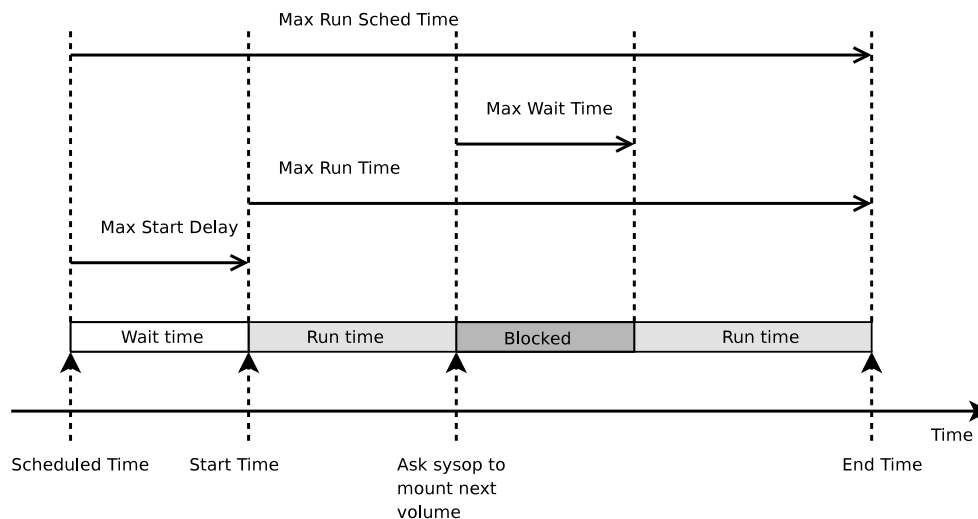 Max Run Sched Time
Max Wait Time
Max Run Time
Max Start Delay
Wait time
Run time
Blocked
Run time
Time
Scheduled Time
Start Time
Ask sysop to
mount next
volume
End Time